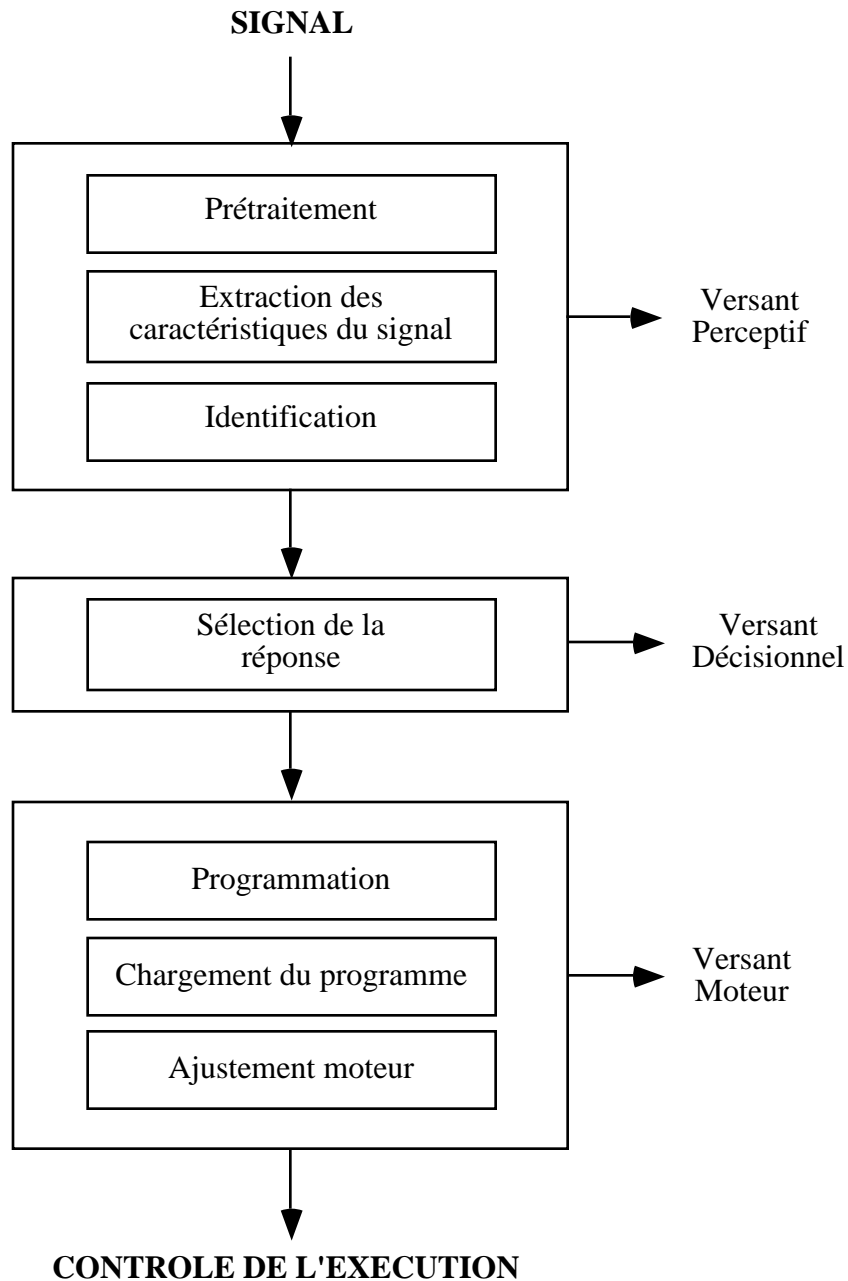 SIGNAL
Prétraitement
Extraction des
caractéristiques du signal
Identification
Versant
Perceptif
Sélection de la
réponse
Versant
Décisionnel
Programmation
Chargement du programme
Ajustement moteur
Versant
Moteur
CONTROLE DE L'EXECUTION